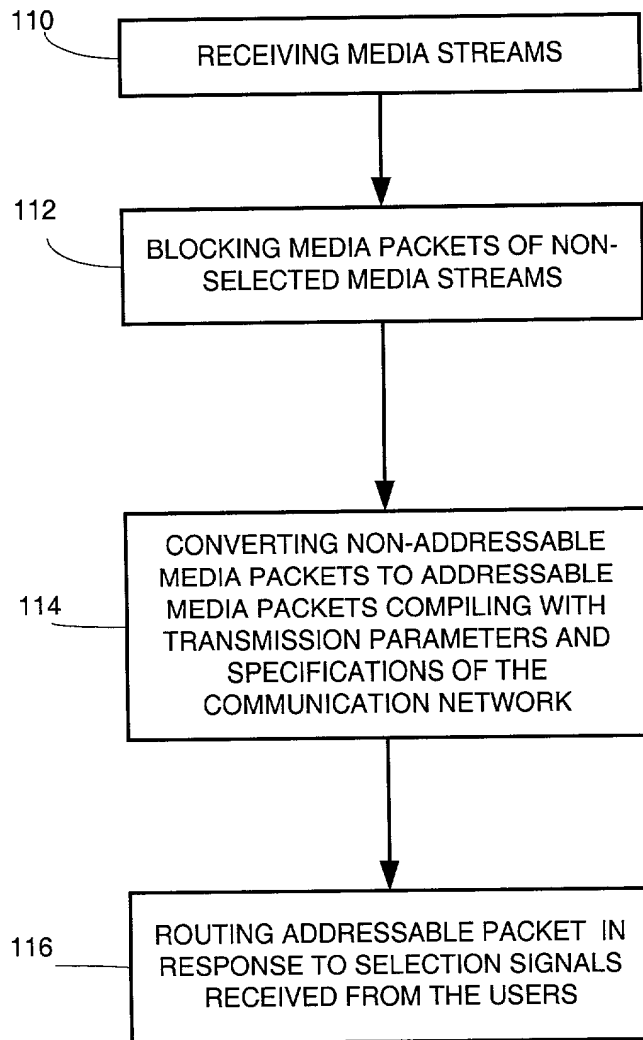 110
RECEIVING MEDIA STREAMS
112
BLOCKING MEDIA PACKETS OF NON-
SELECTED MEDIA STREAMS
114
CONVERTING NON-ADDRESSABLE
MEDIA PACKETS TO ADDRESSABLE
MEDIA PACKETS COMPILING WITH
TRANSMISSION PARAMETERS AND
SPECIFICATIONS OF THE
COMMUNICATION NETWORK
116
ROUTING ADDRESSABLE PACKET IN
RESPONSE TO SELECTION SIGNALS
RECEIVED FROM THE USERS